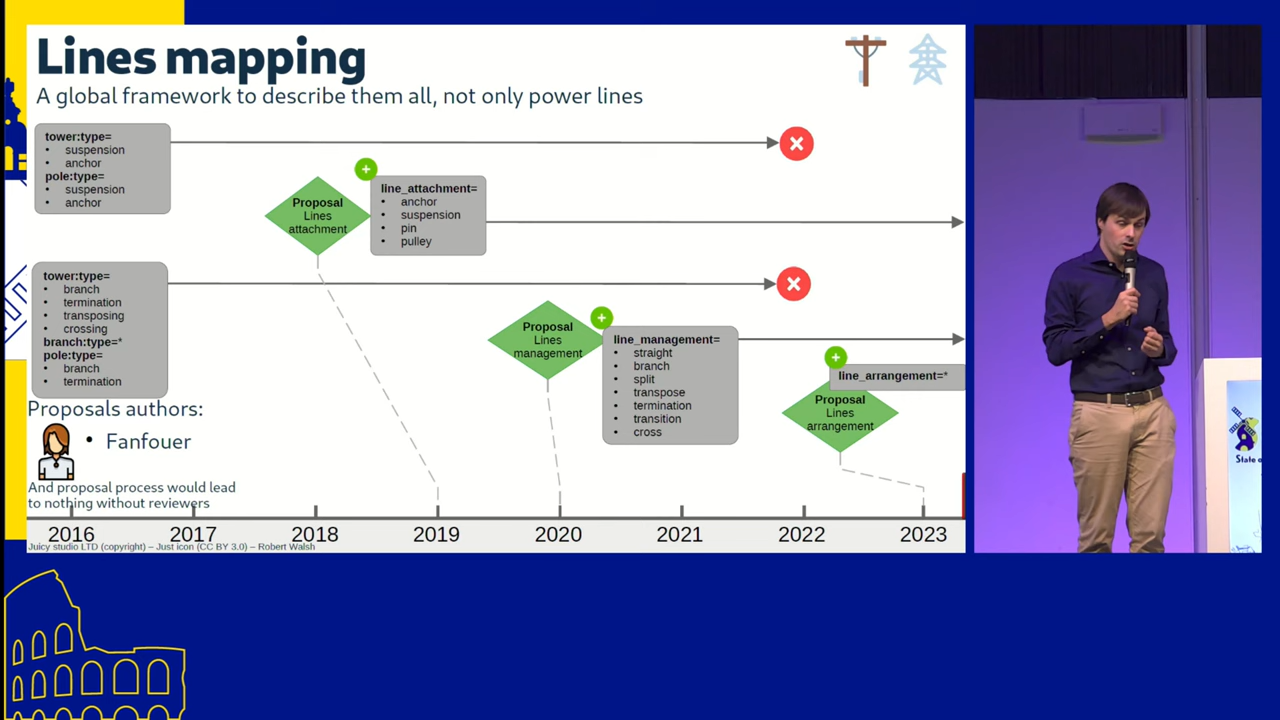 Lines mapping
A global framework to describe them all, not only power lines
tower:type=
• suspension
• anchor
pole:type=
• suspension
• anchor
Proposal
Lines
attachment
line_attachment=
• anchor
• suspension
• pin
• pulley
tower:type=
• branch
• termination
• transposing
• crossing
branch:type=*
pole:type=
• branch
• termination
Proposal
Lines
management
line_management=
• straight
• branch
• split
• transpose
• termination
• transition
• cross
line_arrangement=*
Proposal
Lines
arrangement
Proposals authors:
• Fanfouer
And proposal process would lead
to nothing without reviewers
2016 2017 2018 2019 2020 2021 2022 2023
Juicy studio LTD (copyright) – Just icon (CC BY 3.0) – Robert Walsh
State o